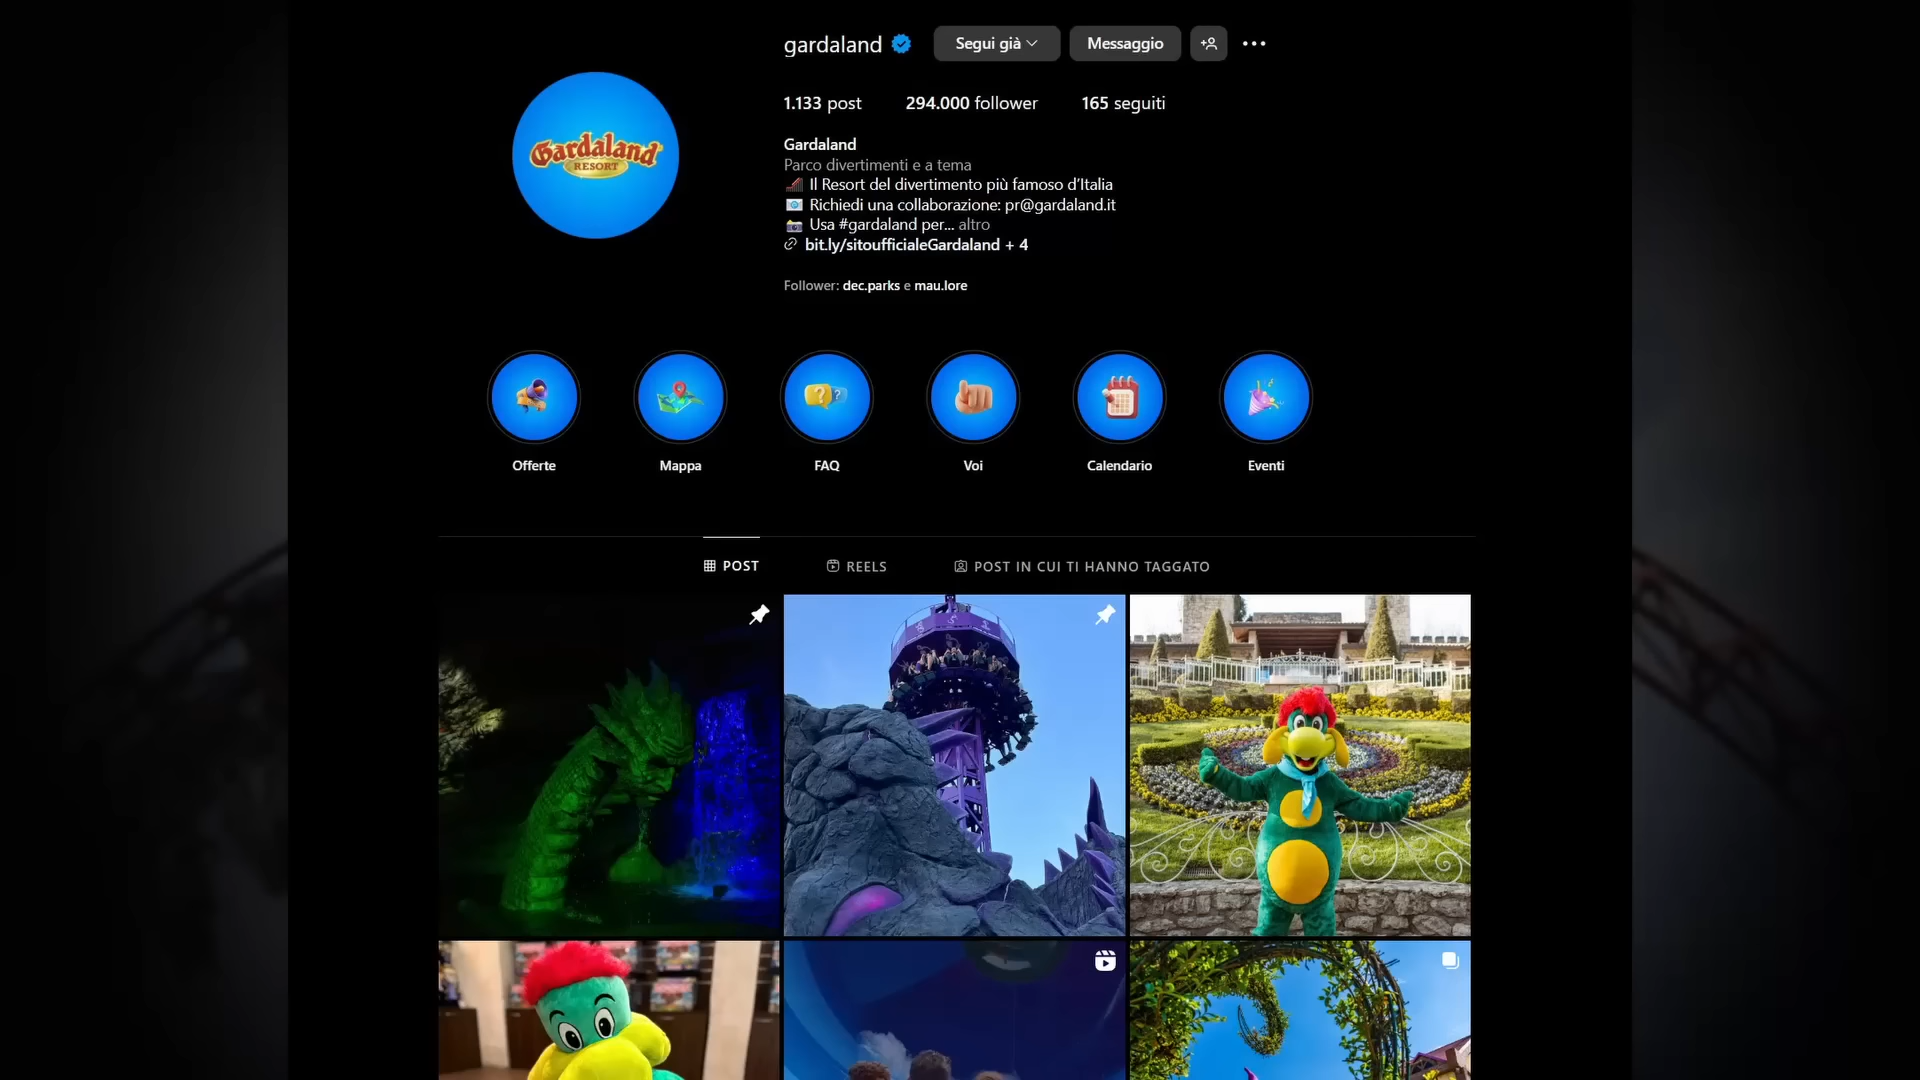 gardaland
Segui già
Messaggio
1.133 post
294.000 follower
165 seguiti
Gardaland
RESORT
Gardaland
Parco divertimenti e a tema
Il Resort del divertimento più famoso d'Italia
Richiedi una collaborazione: pr@gardaland.it
Usa #gardaland per... altro
bit.ly/sitoufficialeGardaland + 4
Follower: dec.parks e mau.lore
Offerte
Mappa
FAQ
Voi
Calendario
Eventi
POST
REELS
POST IN CUI TI HANNO TAGGATO